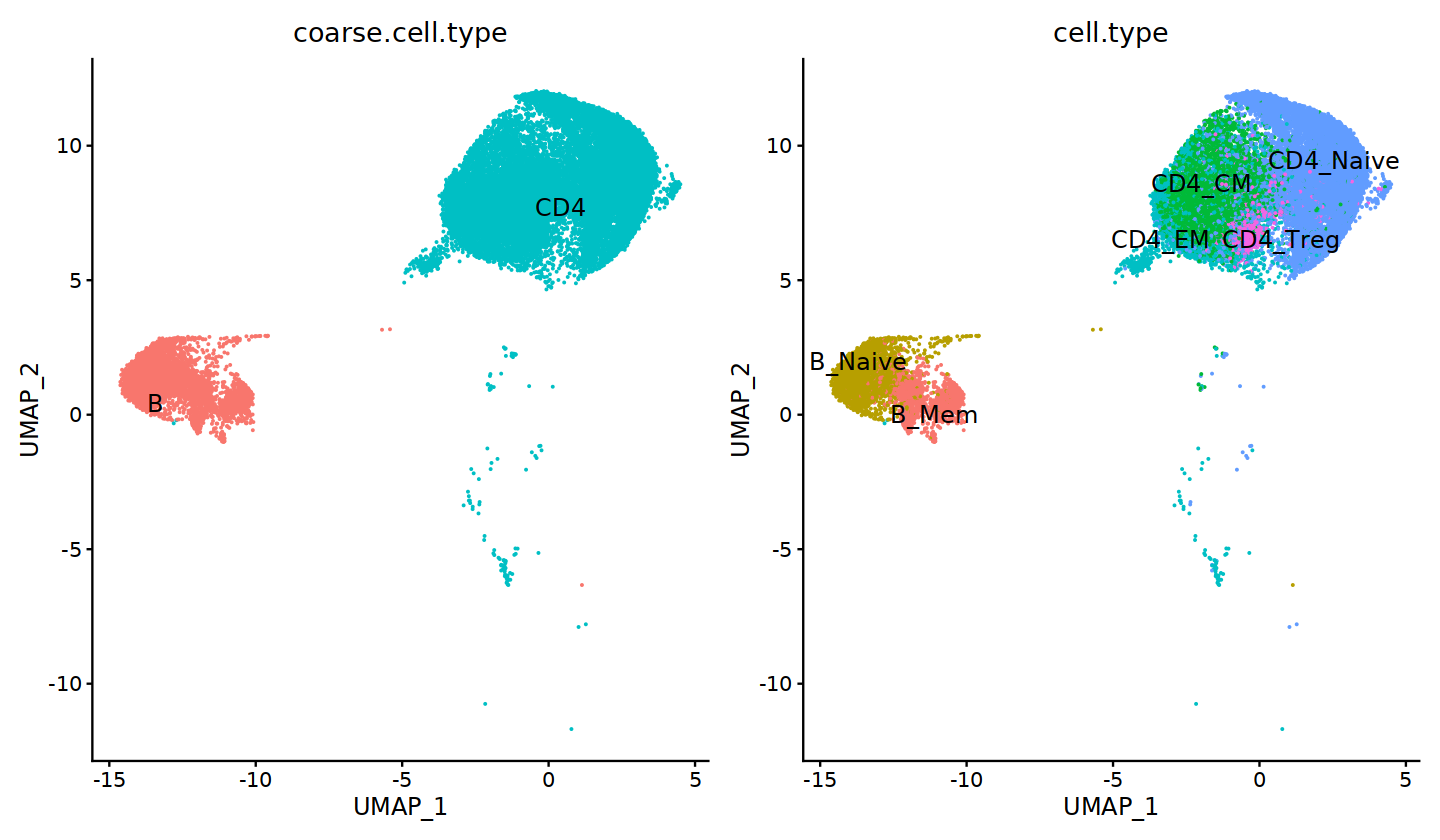 coarse.cell.type
10
5
0
-5
-10
UMAP_2
CD4
B
-15
-10
-5
0
5
UMAP_1
cell.type
10
5
0
-5
-10
UMAP_2
CD4_Naive
CD4_CM
CD4_EM
CD4_Treg
B_Naive
B_Mem
-15
-10
-5
0
5
UMAP_1